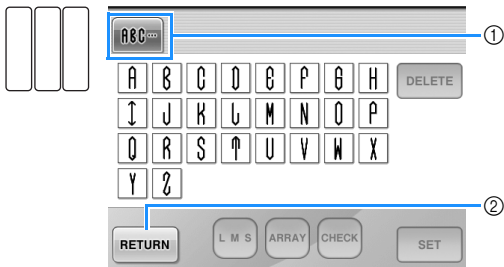 ABC... ①
A B C D E F G H DELETE
I J K L M N O P
Q R S T U V W X
Y Z
②
RETURN L M S ARRAY CHECK SET